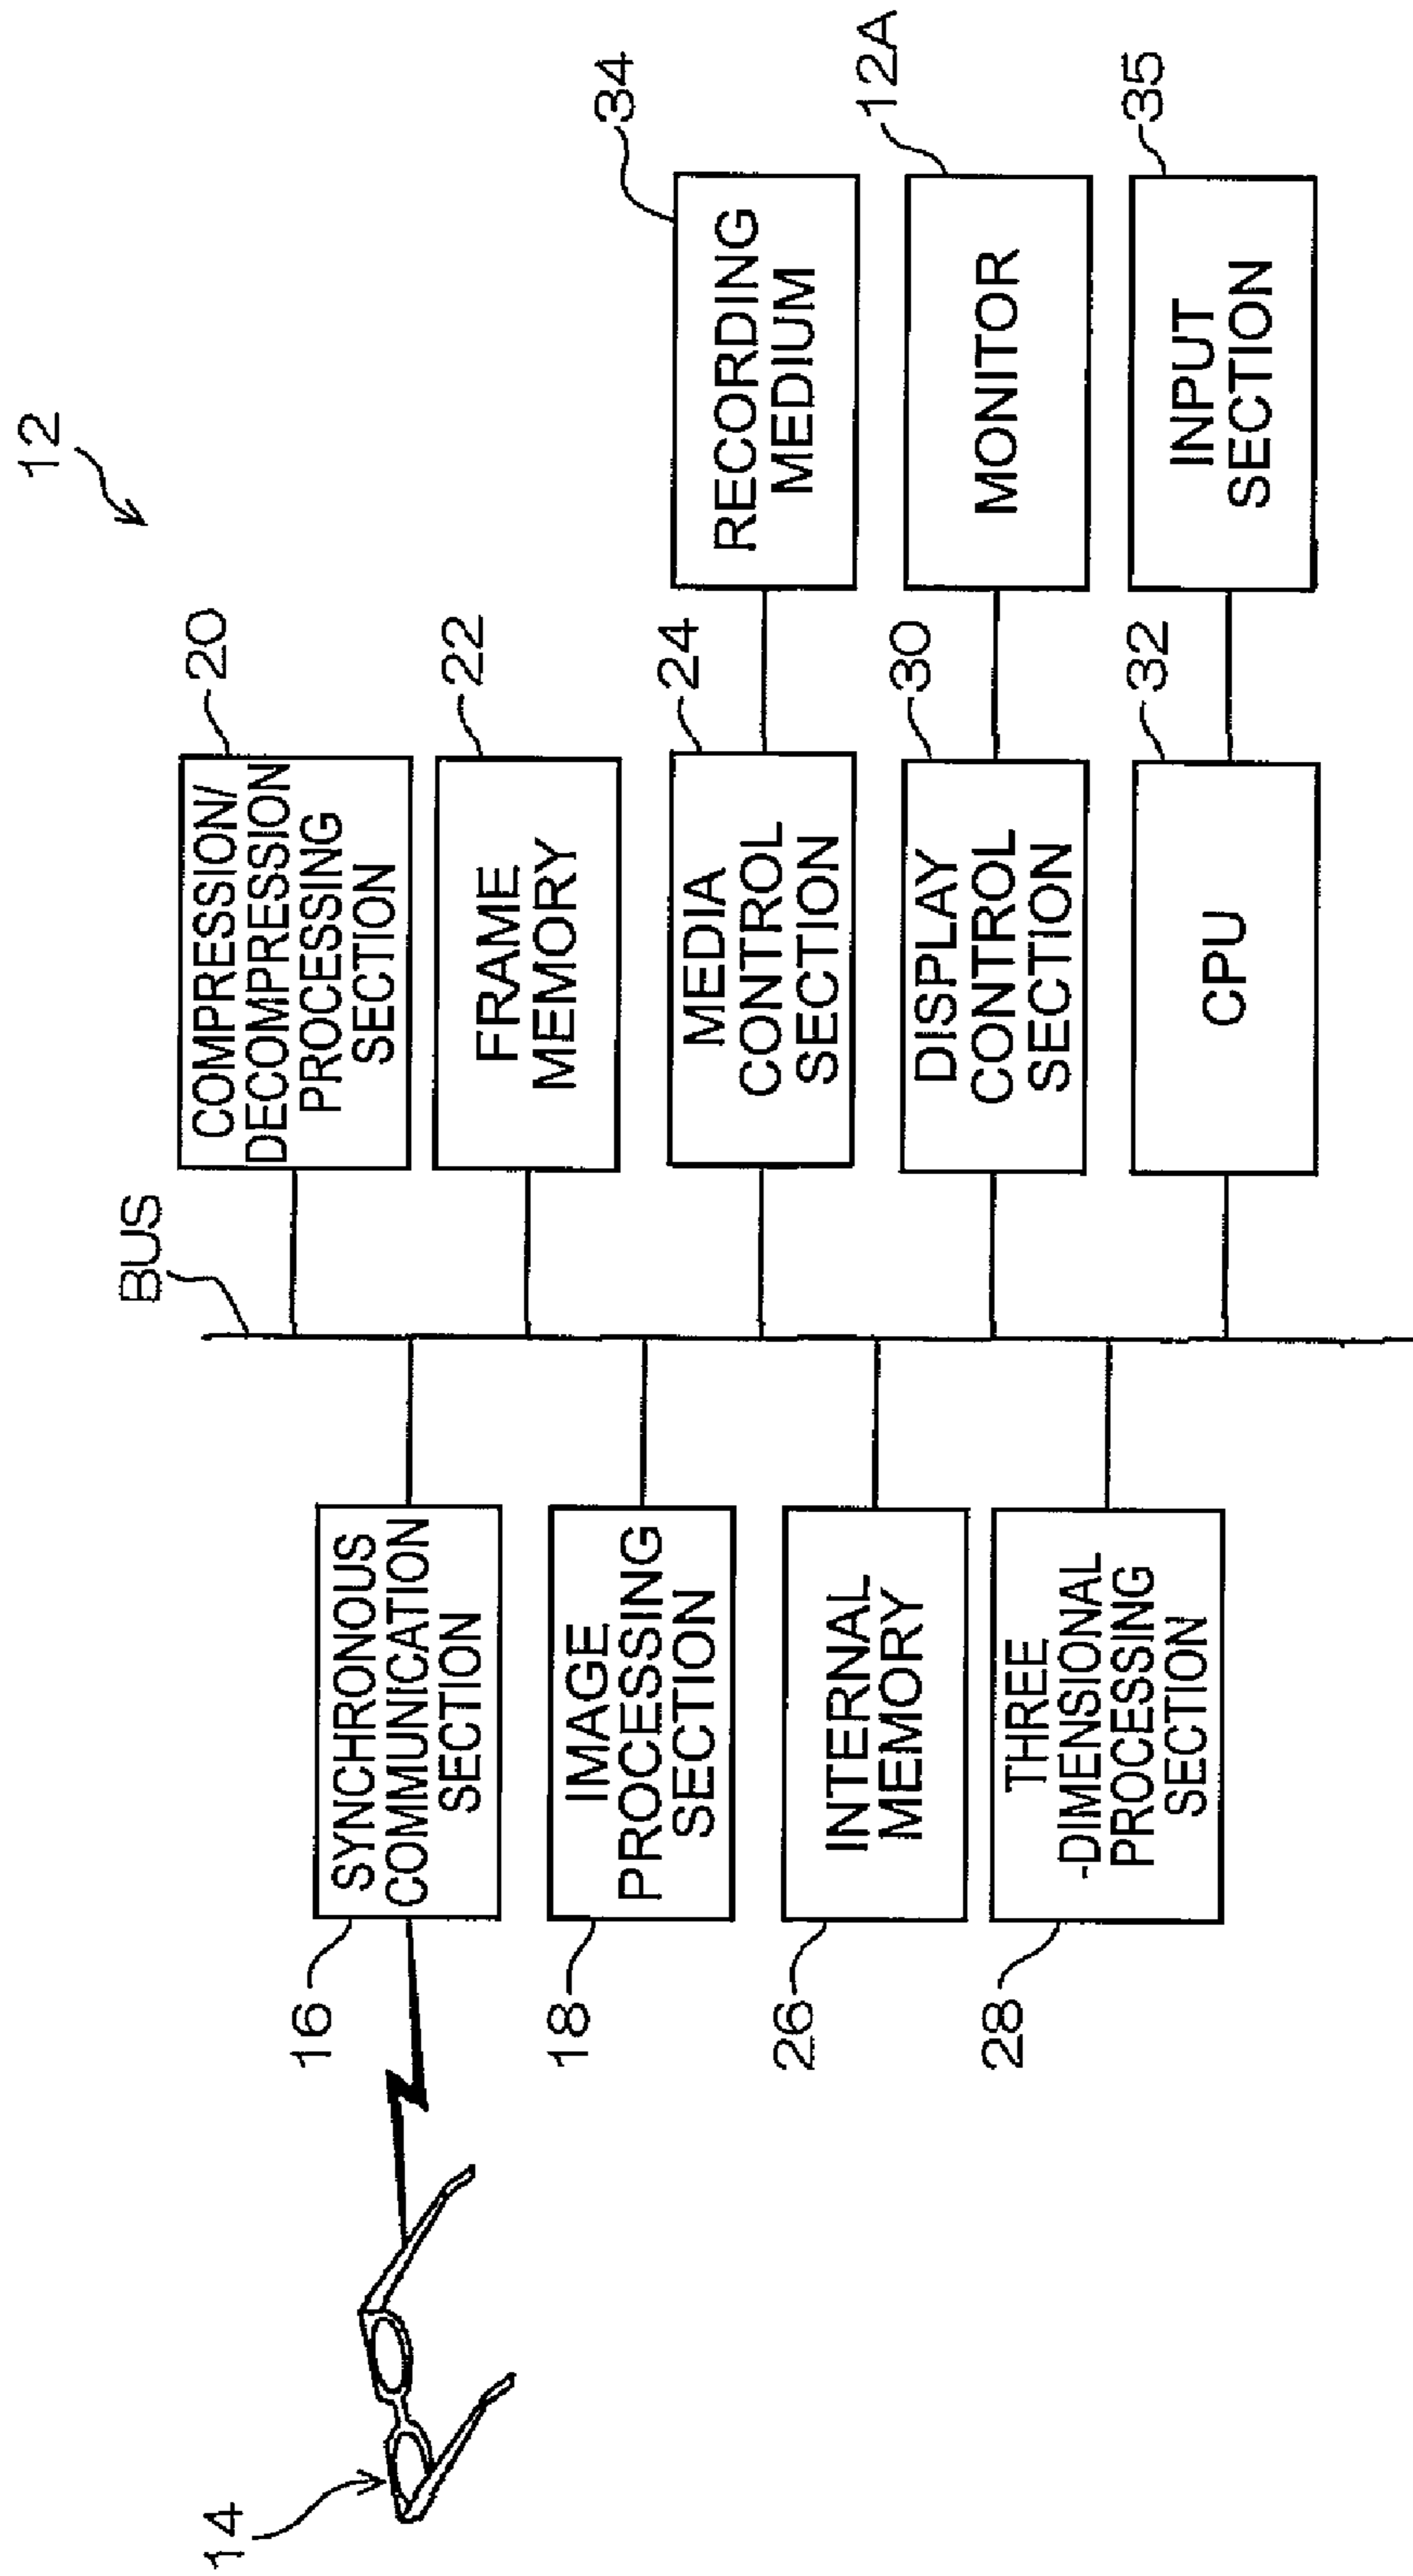 12
COMPRESSION/
DECOMPRESSION
PROCESSING
SECTION
20
FRAME
MEMORY
22
MEDIA
CONTROL
SECTION
24
RECORDING
MEDIUM
34
DISPLAY
CONTROL
SECTION
30
MONITOR
12A
CPU
32
INPUT
SECTION
35
BUS
SYNCHRONOUS
COMMUNICATION
SECTION
16
IMAGE
PROCESSING
SECTION
18
INTERNAL
MEMORY
26
THREE
-DIMENSIONAL
PROCESSING
SECTION
28
14